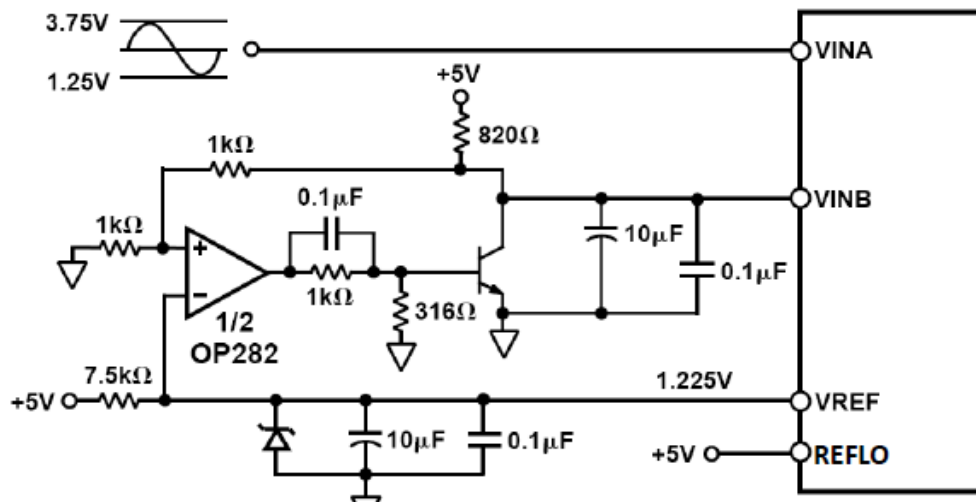 3.75V
1.25V
VINA
+5V
820Ω
1kΩ
0.1µF
1kΩ
VINB
10µF
0.1µF
+
−
1kΩ
316Ω
1/2
OP282
7.5kΩ
+5V
1.225V
VREF
10µF
0.1µF
+5V
REFLO